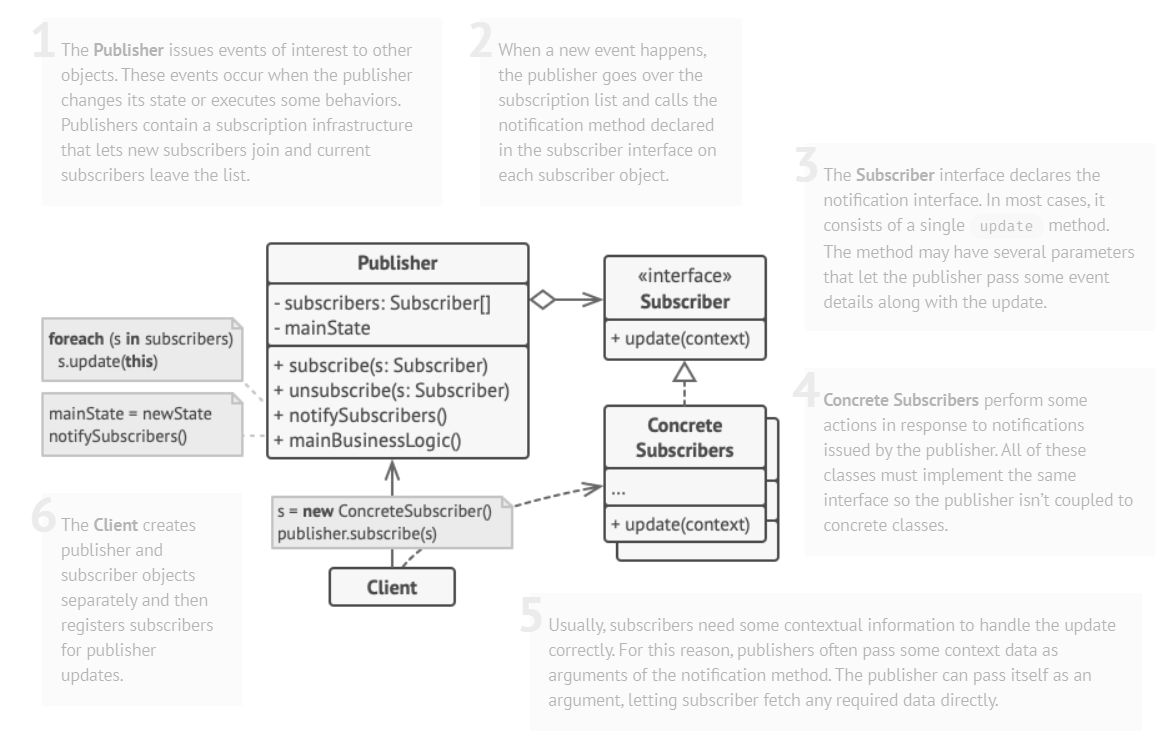 1
The Publisher issues events of interest to other
objects. These events occur when the publisher
changes its state or executes some behaviors.
Publishers contain a subscription infrastructure
that lets new subscribers join and current
subscribers leave the list.
2
When a new event happens,
the publisher goes over the
subscription list and calls the
notification method declared
in the subscriber interface on
each subscriber object.
3
The Subscriber interface declares the
notification interface. In most cases, it
consists of a single update method.
The method may have several parameters
that let the publisher pass some event
details along with the update.
Publisher
- subscribers: Subscriber[]
- mainState
+ subscribe(s: Subscriber)
+ unsubscribe(s: Subscriber)
+ notifySubscribers()
+ mainBusinessLogic()
«interface»
Subscriber
+ update(context)
foreach (s in subscribers)
s.update(this)
mainState = newState
notifySubscribers()
Concrete
Subscribers
...
+ update(context)
4
Concrete Subscribers perform some
actions in response to notifications
issued by the publisher. All of these
classes must implement the same
interface so the publisher isn’t coupled to
concrete classes.
s = new ConcreteSubscriber()
publisher.subscribe(s)
Client
6
The Client creates
publisher and
subscriber objects
separately and then
registers subscribers
for publisher
updates.
5
Usually, subscribers need some contextual information to handle the update
correctly. For this reason, publishers often pass some context data as
arguments of the notification method. The publisher can pass itself as an
argument, letting subscriber fetch any required data directly.